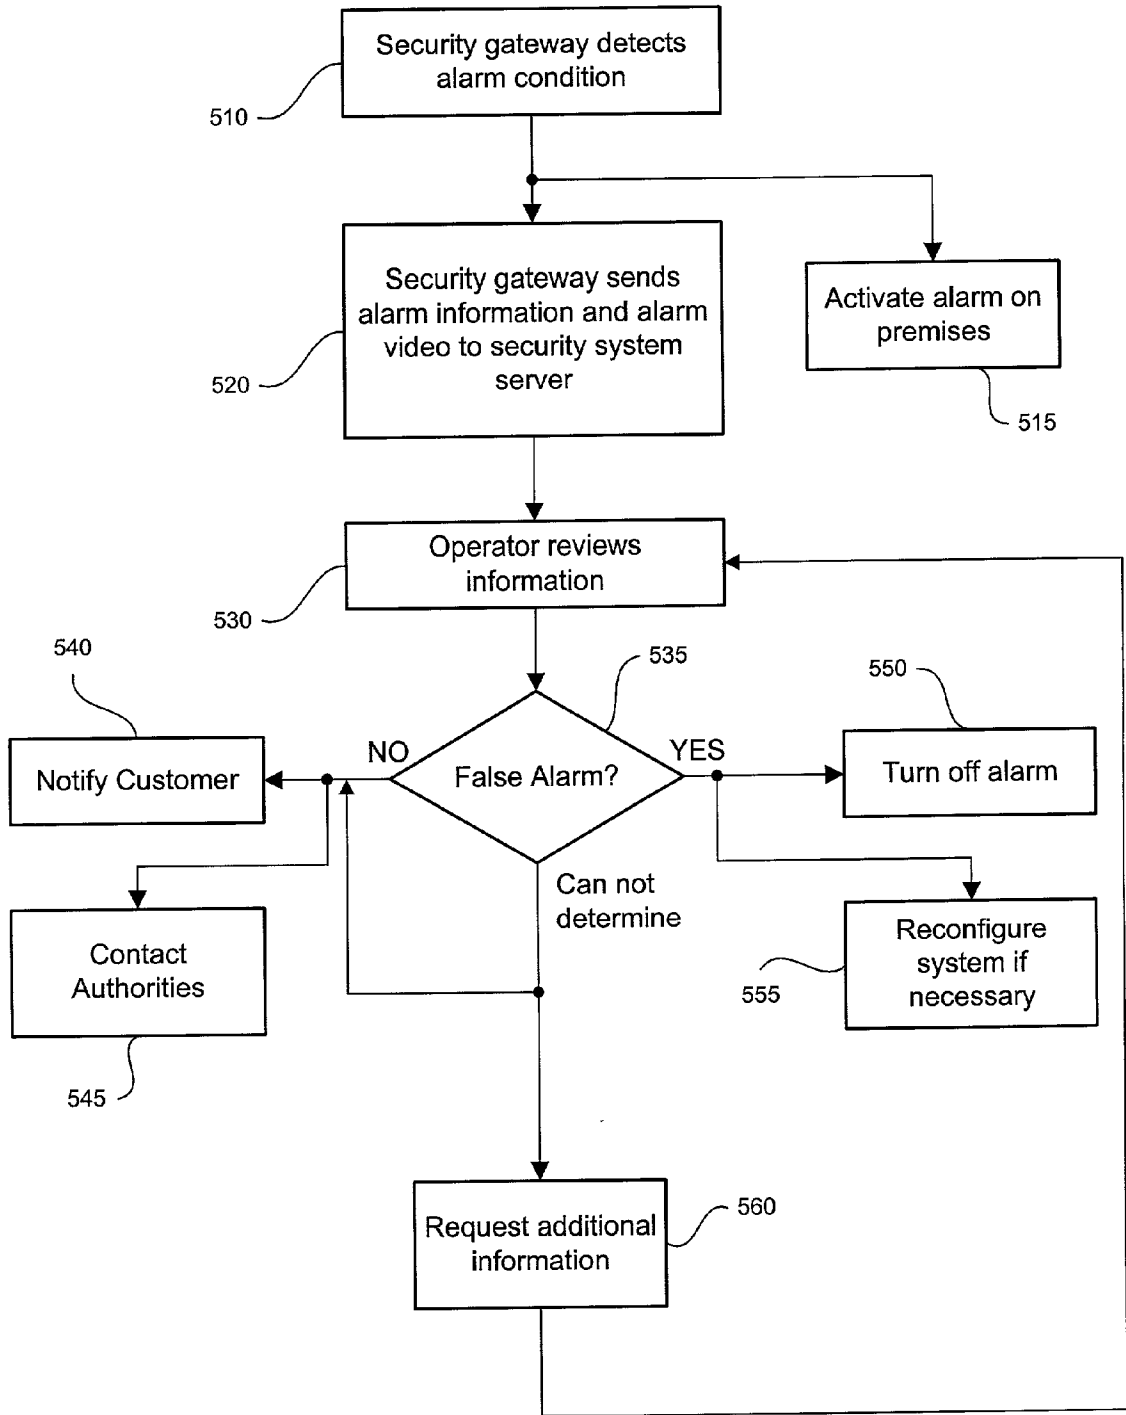 Security gateway detects
alarm condition
510
Security gateway sends
alarm information and alarm
video to security system
server
520
Activate alarm on
premises
515
Operator reviews
information
530
540
535
550
NO
YES
Notify Customer
False Alarm?
Turn off alarm
Can not
determine
Contact
Authorities
545
Reconfigure
system if
necessary
555
Request additional
information
560